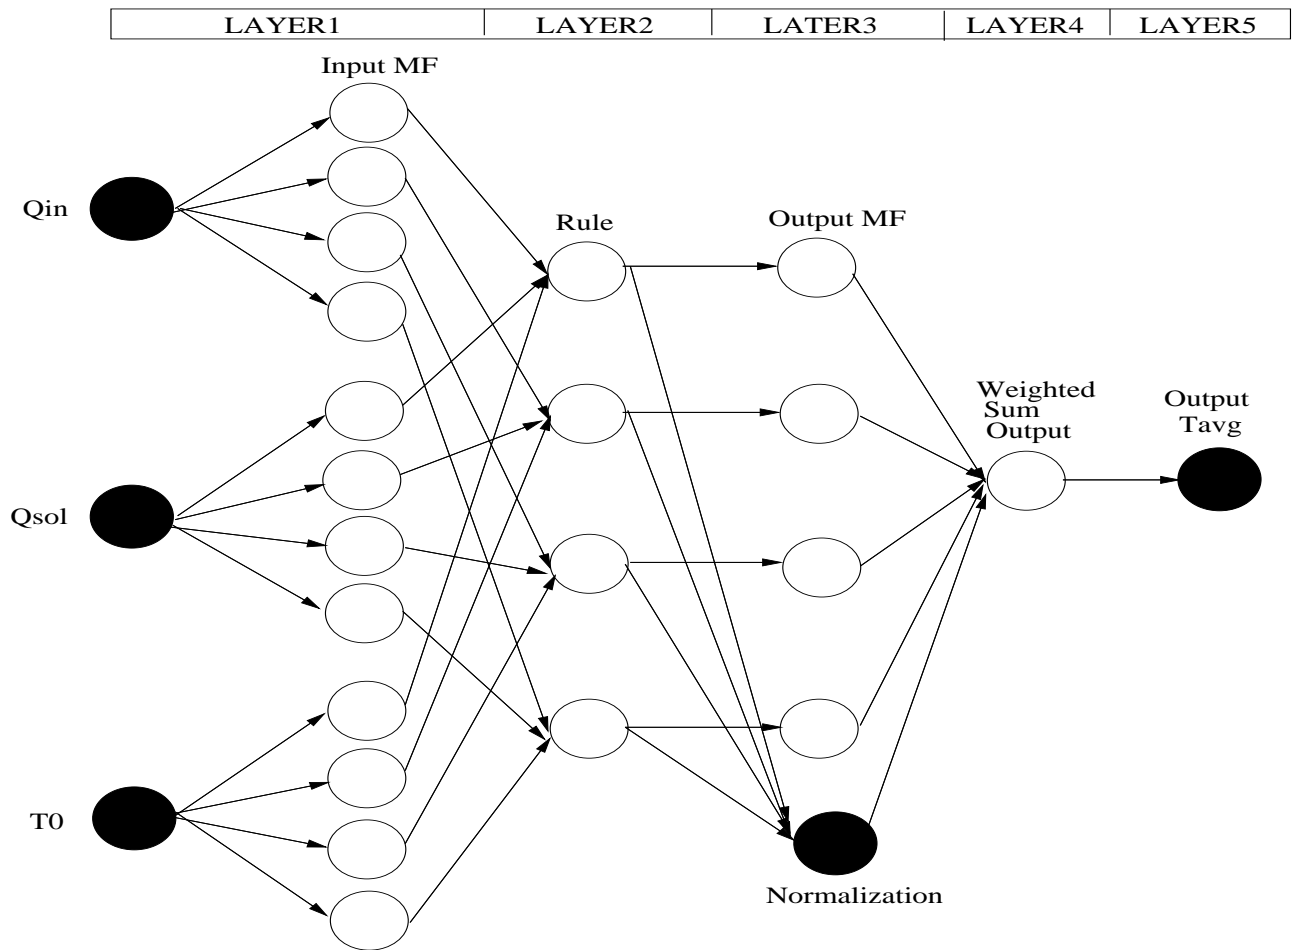 LAYER1 LAYER2 LATER3 LAYER4 LAYER5
Input MF
Qin
Rule
Output MF
Weighted
Sum
Output
Output
Tavg
Qsol
T0
Normalization